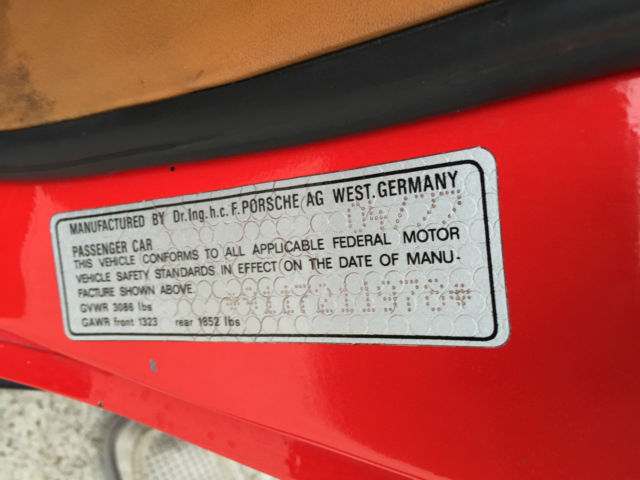 MANUFACTURED BY Dr.Ing.h.c.F.PORSCHE AG WEST.GERMANY
04/77
PASSENGER CAR
THIS VEHICLE CONFORMS TO ALL APPLICABLE FEDERAL MOTOR
VEHICLE SAFETY STANDARDS IN EFFECT ON THE DATE OF MANU-
FACTURE SHOWN ABOVE
GVWR 3086 lbs
GAWR front 1323 rear 1852 lbs